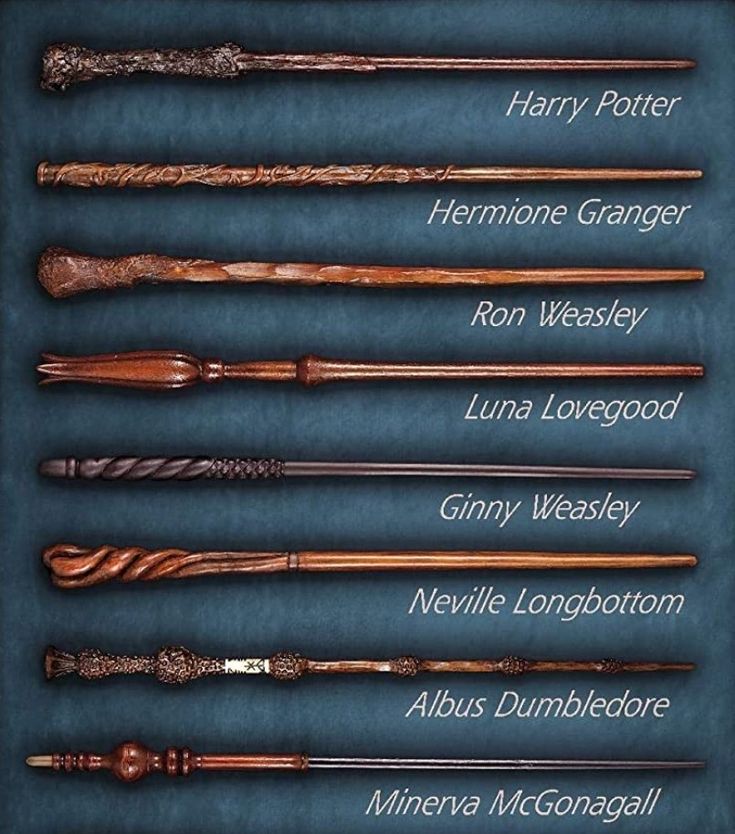 Harry Potter
Hermione Granger
Ron Weasley
Luna Lovegood
Ginny Weasley
Neville Longbottom
Albus Dumbledore
Minerva McGonagall